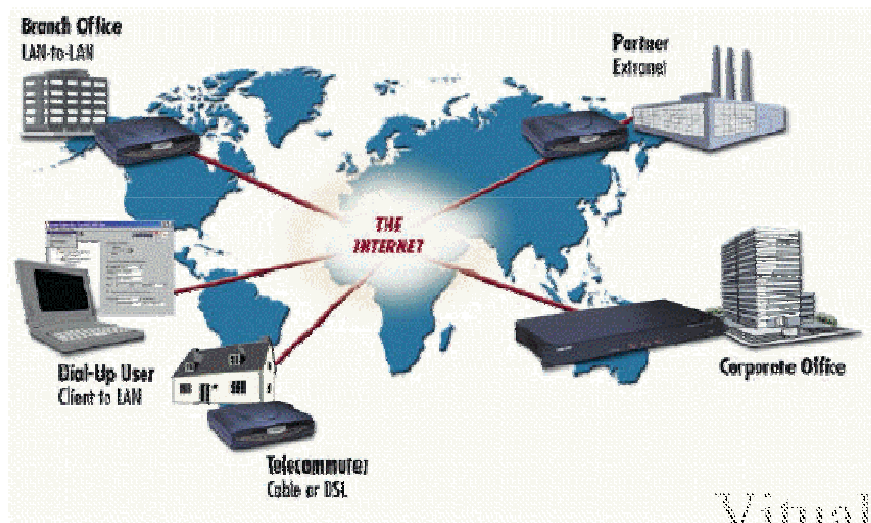 Branch Office
LAN-to-LAN
Partner
Extranet
THE
INTERNET
Dial-Up User
Client to LAN
Corporate Office
Telecommuter
Cable or DSL
Vitual